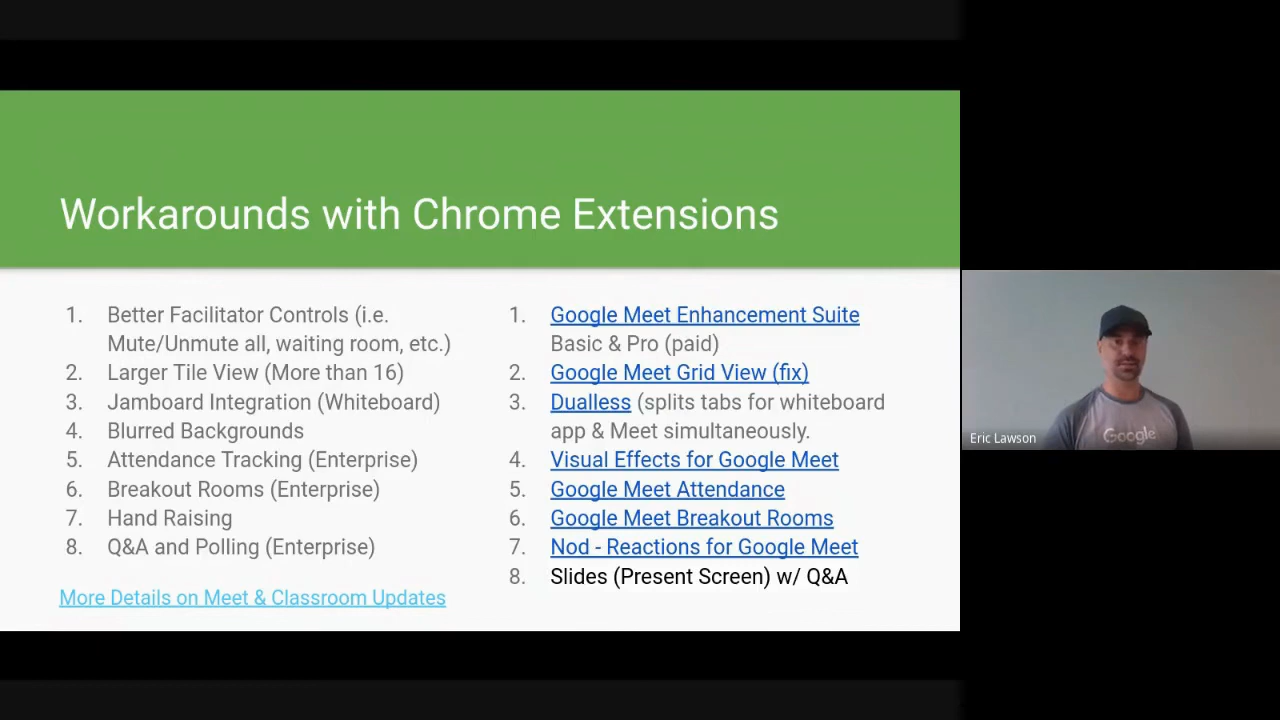 Workarounds with Chrome Extensions
1. Better Facilitator Controls (i.e.
Mute/Unmute all, waiting room, etc.)
2. Larger Tile View (More than 16)
3. Jamboard Integration (Whiteboard)
4. Blurred Backgrounds
5. Attendance Tracking (Enterprise)
6. Breakout Rooms (Enterprise)
7. Hand Raising
8. Q&A and Polling (Enterprise)
More Details on Meet & Classroom Updates
1. Google Meet Enhancement Suite
Basic & Pro (paid)
2. Google Meet Grid View (fix)
3. Dualless (splits tabs for whiteboard
app & Meet simultaneously.
4. Visual Effects for Google Meet
5. Google Meet Attendance
6. Google Meet Breakout Rooms
7. Nod - Reactions for Google Meet
8. Slides (Present Screen) w/ Q&A
Google
Eric Lawson